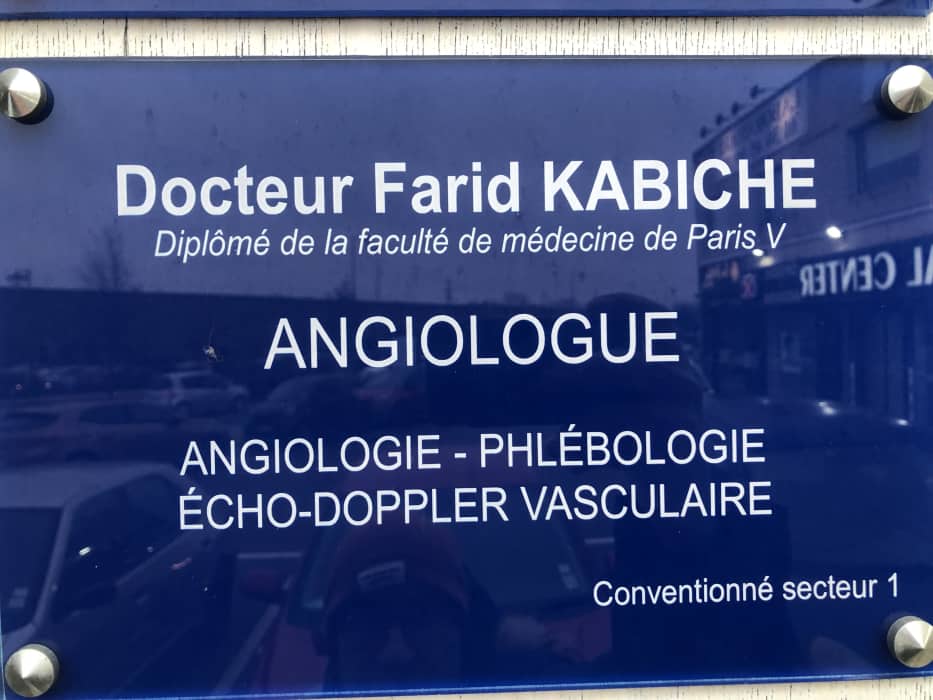 Docteur Farid KABICHE
Diplômé de la faculté de médecine de Paris V
ANGIOLOGUE
ANGIOLOGIE - PHLÉBOLOGIE
ÉCHO-DOPPLER VASCULAIRE
Conventionné secteur 1
CENTER